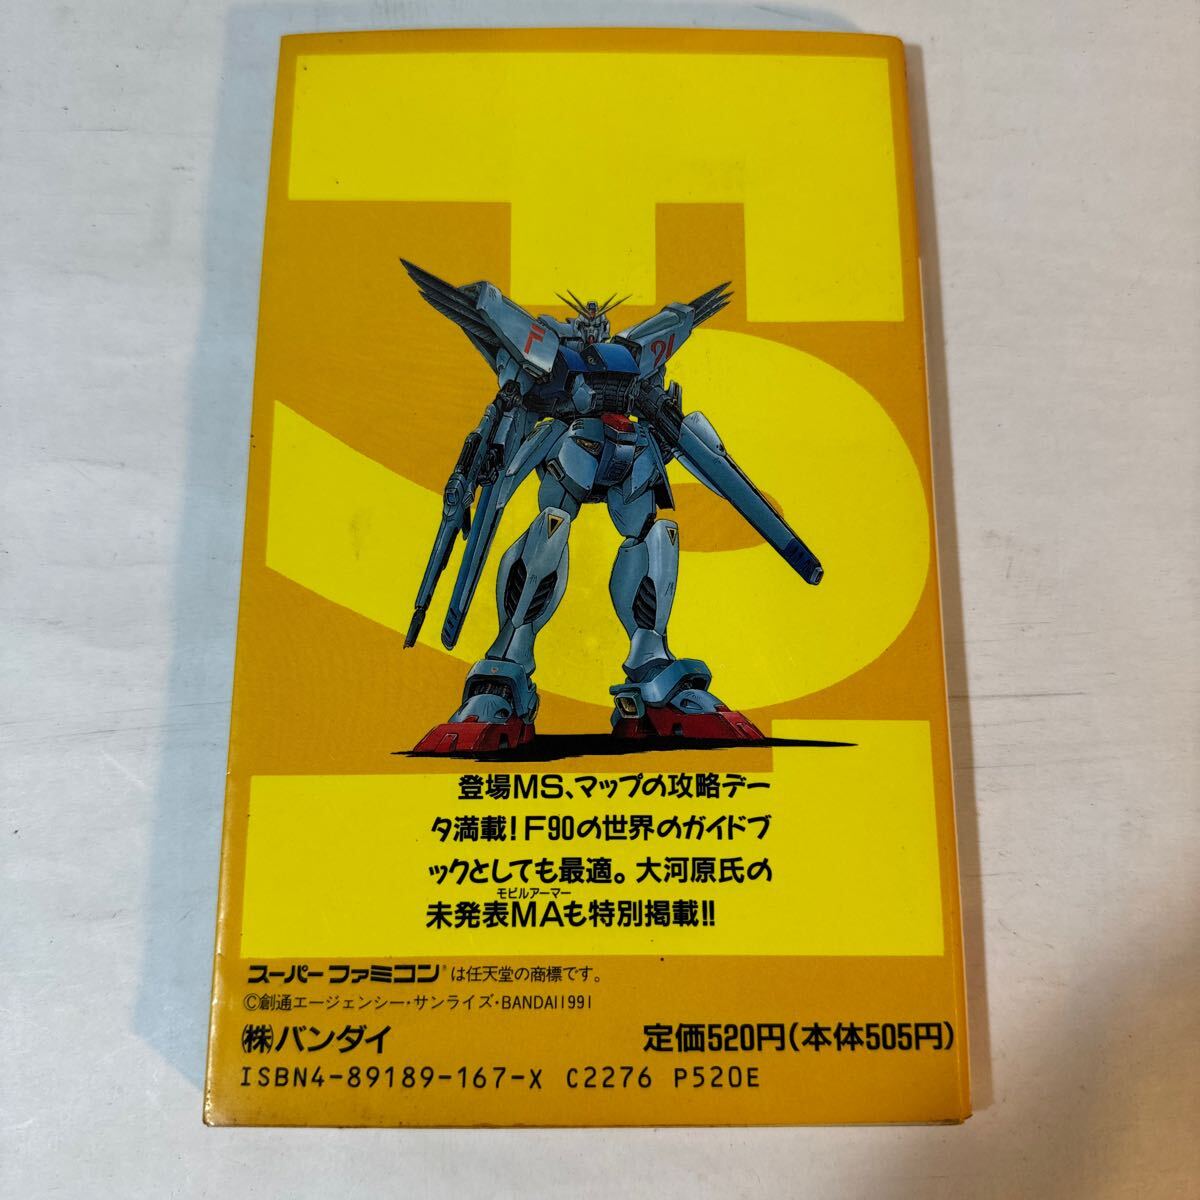 F
91
登場MS、マップの攻略デー
タ満載！F90の世界のガイドブ
ックとしても最適。大河原氏の
モビルアーマー
未発表MAも特別掲載!!
スーパーファミコン®は任天堂の商標です。
©創通エージェンシー・サンライズ・BANDAI1991
㈱バンダイ
定価520円(本体505円)
ISBN4-89189-167-X C2276 P520E